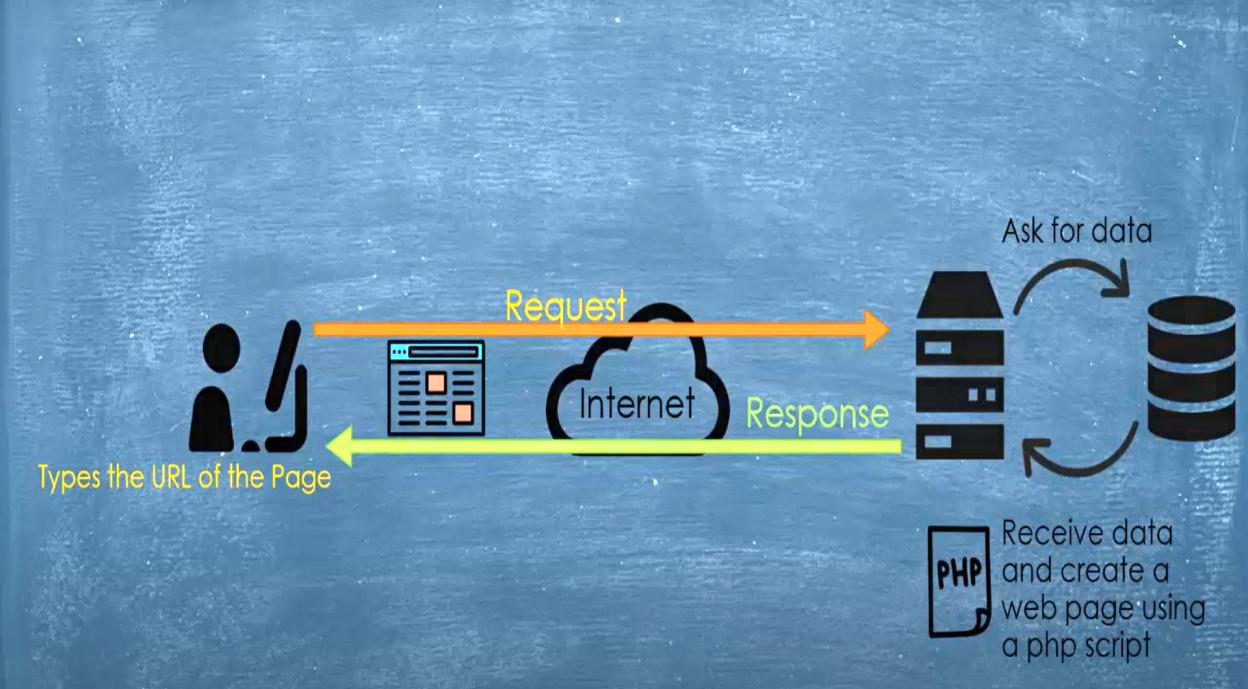 Ask for data
Request
Internet
Response
Types the URL of the Page
PHP
Receive data
and create a
web page using
a php script